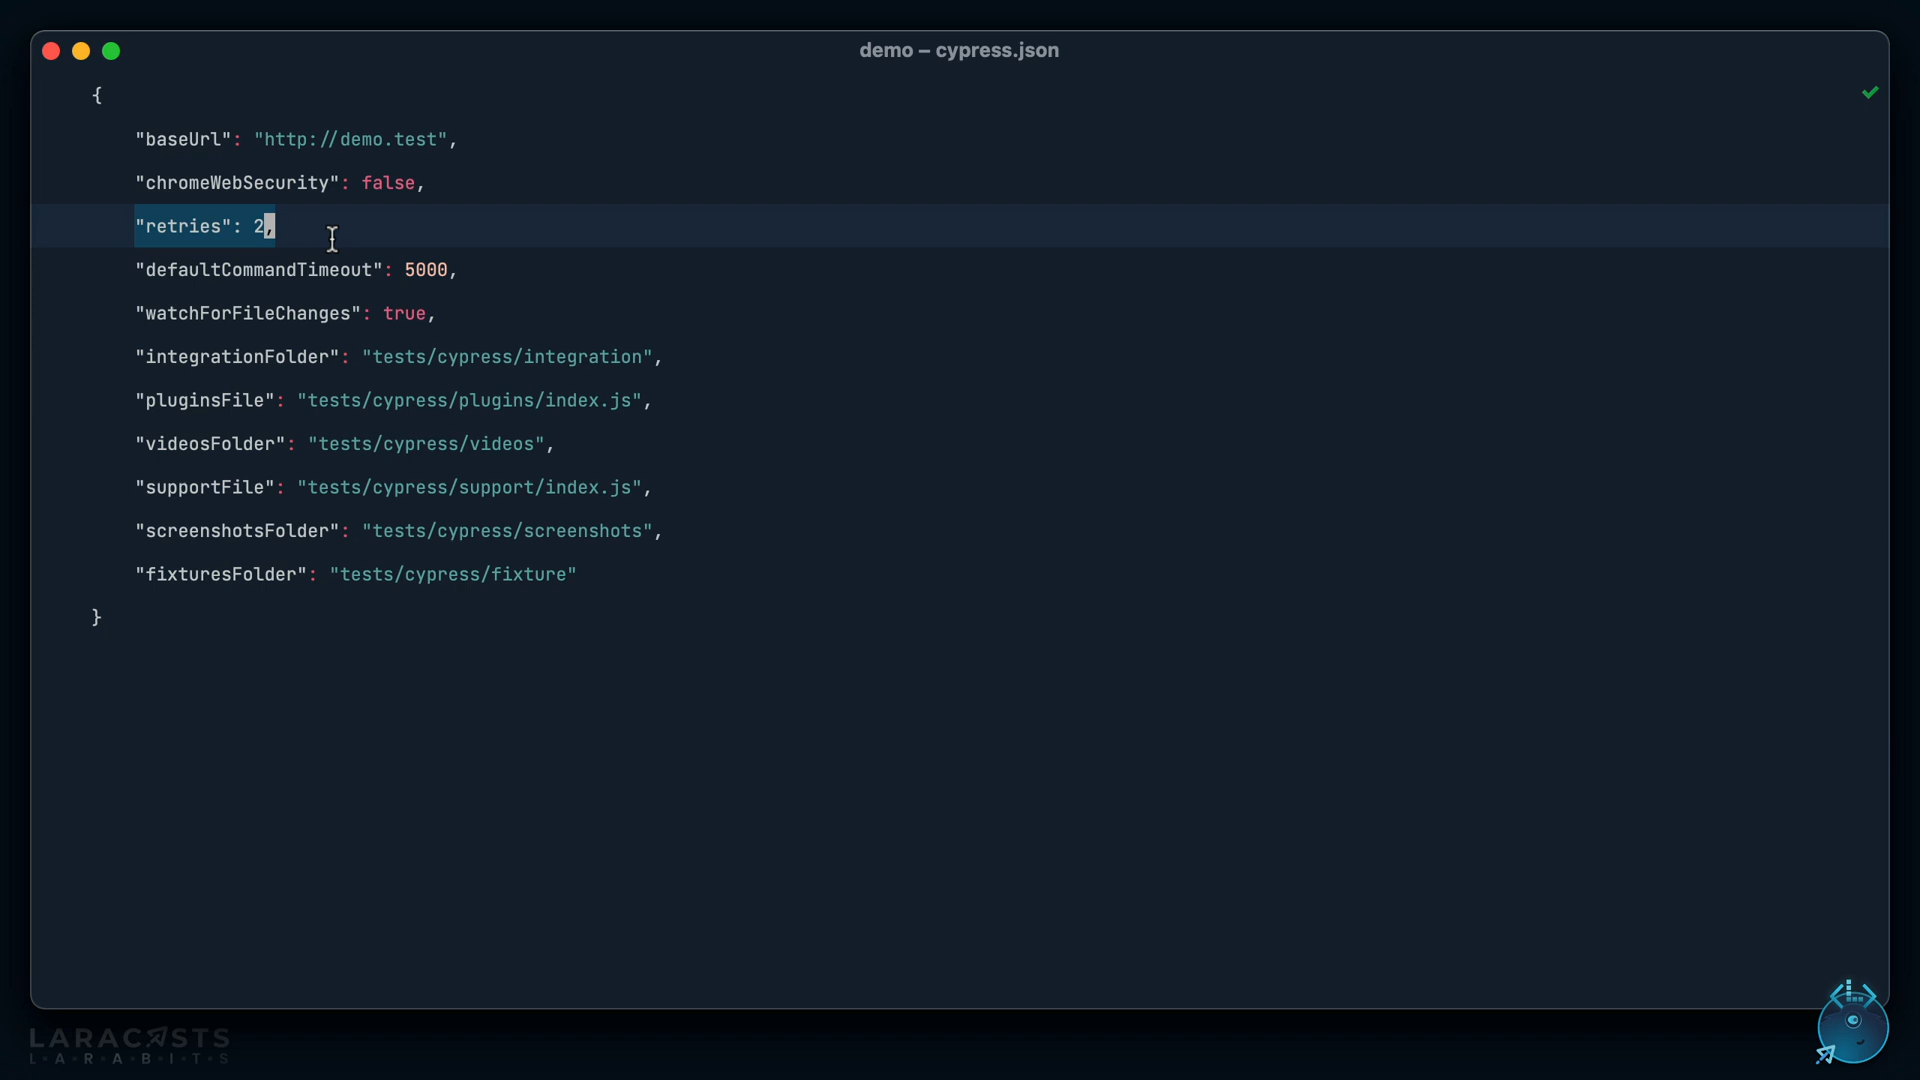 demo – cypress.json
{
"baseUrl": "http://demo.test",
"chromeWebSecurity": false,
"retries": 2,
"defaultCommandTimeout": 5000,
"watchForFileChanges": true,
"integrationFolder": "tests/cypress/integration",
"pluginsFile": "tests/cypress/plugins/index.js",
"videosFolder": "tests/cypress/videos",
"supportFile": "tests/cypress/support/index.js",
"screenshotsFolder": "tests/cypress/screenshots",
"fixturesFolder": "tests/cypress/fixture"
}
LARACASTS
L·A·R·A·B·I·T·S